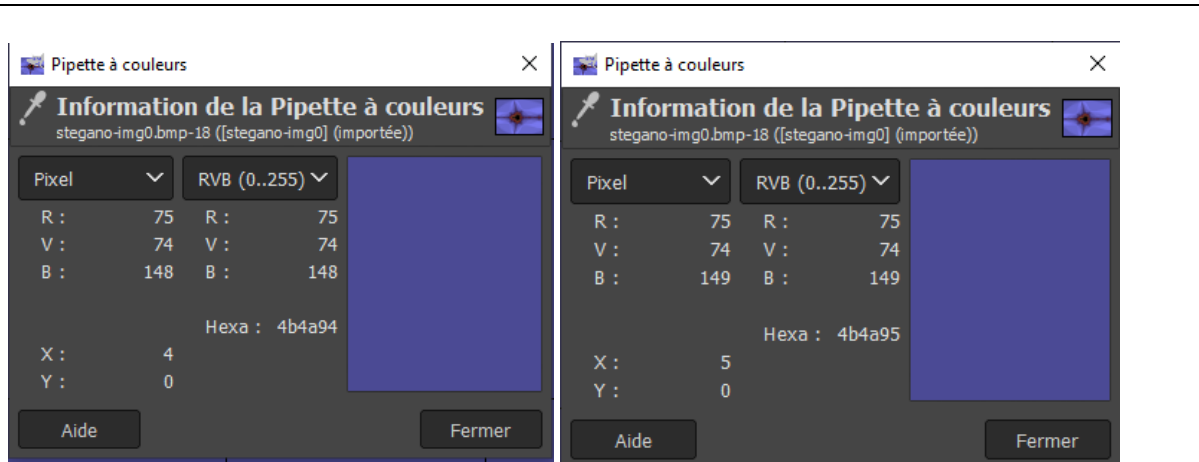 Pipette à couleurs
Information de la Pipette à couleurs
stegano-img0.bmp-18 ([stegano-img0] (importée))
Pixel RVB (0..255)
R : 75 R : 75
V : 74 V : 74
B : 148 B : 148
Hexa : 4b4a94
X : 4
Y : 0
Aide Fermer
Pipette à couleurs
Information de la Pipette à couleurs
stegano-img0.bmp-18 ([stegano-img0] (importée))
Pixel RVB (0..255)
R : 75 R : 75
V : 74 V : 74
B : 149 B : 149
Hexa : 4b4a95
X : 5
Y : 0
Aide Fermer